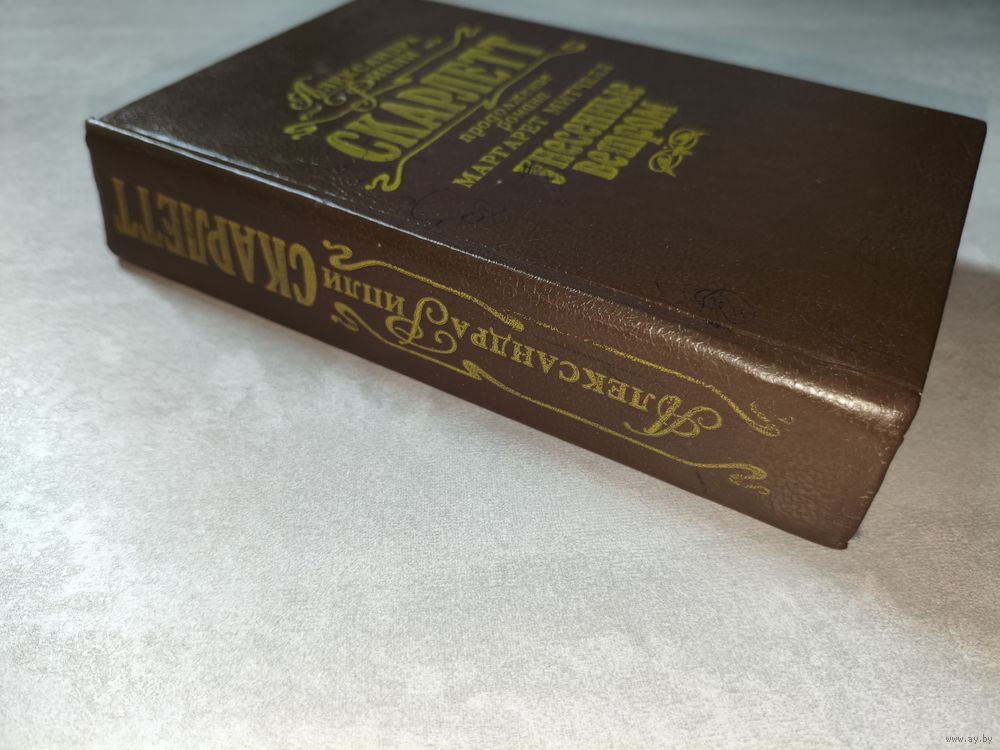 Александра
Рипли
СКАРЛЕТТ
продолжение
романа
МАРГАРЕТ МИТЧЕЛЛ
Унесенные
ветром
АЛЕКСАНДРА РИПЛИ СКАРЛЕТТ
www.ay.by